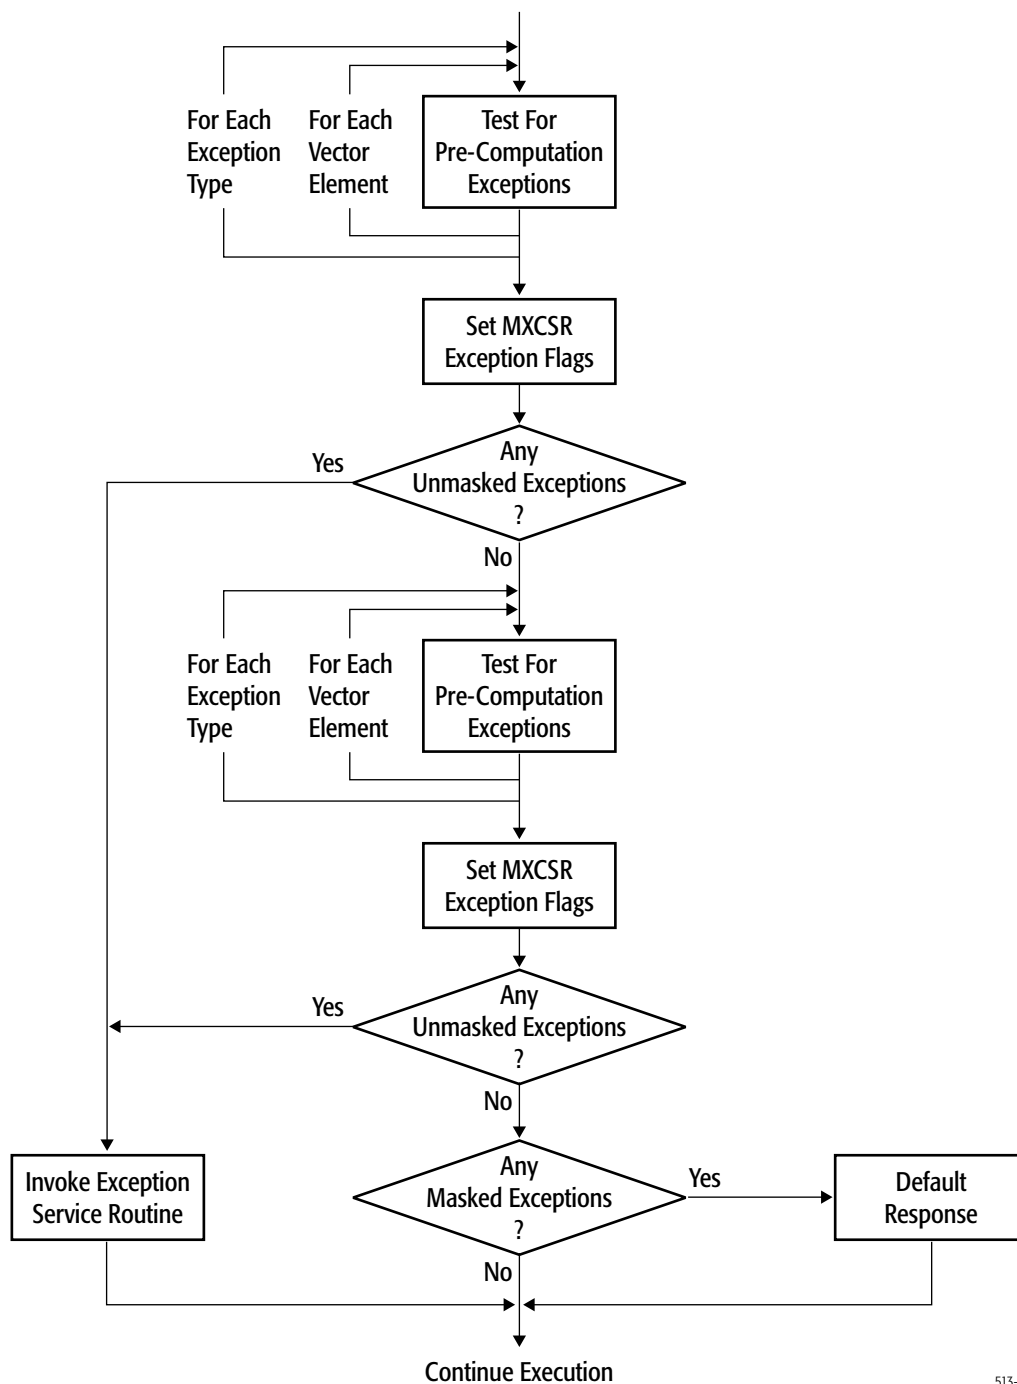 For Each
Exception
Type
For Each
Vector
Element
Test For
Pre-Computation
Exceptions
Set MXCSR
Exception Flags
Any
Unmasked Exceptions
?
Yes
No
For Each
Exception
Type
For Each
Vector
Element
Test For
Pre-Computation
Exceptions
Set MXCSR
Exception Flags
Any
Unmasked Exceptions
?
Yes
No
Invoke Exception
Service Routine
Any
Masked Exceptions
?
Yes
Default
Response
No
Continue Execution
513-